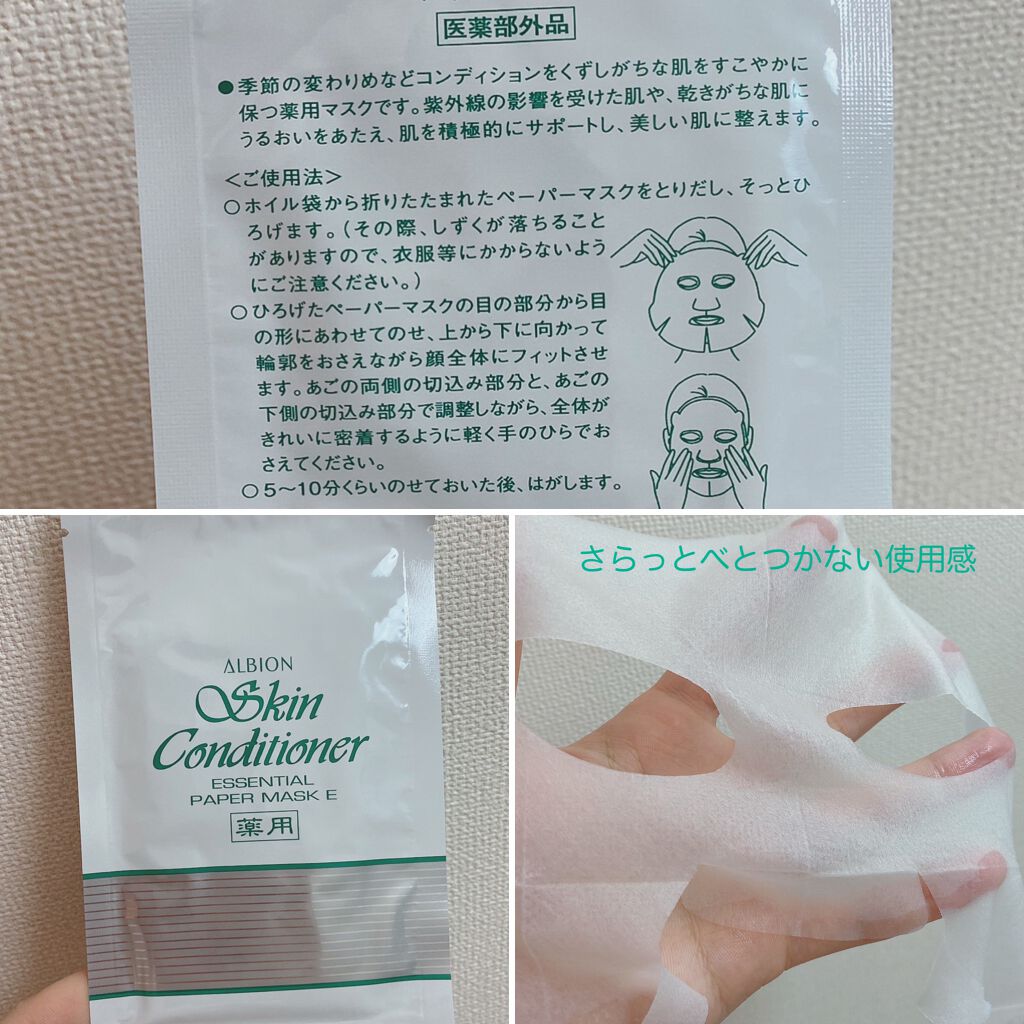 医薬部外品
●季節の変わりめなどコンディションをくずしがちな肌をすこやかに
保つ薬用マスクです。紫外線の影響を受けた肌や、乾きがちな肌に
うるおいをあたえ、肌を積極的にサポートし、美しい肌に整えます。
<ご使用法>
○ホイル袋から折りたたまれたペーパーマスクをとりだし、そっとひ
ろげます。(その際、しずくが落ちること
がありますので、衣服等にかからないよう
にご注意ください。)
○ひろげたペーパーマスクの目の部分から目
の形にあわせてのせ、上から下に向かって
輪郭をおさえながら顔全体にフィットさせ
ます。あごの両側の切込み部分と、あごの
下側の切込み部分で調整しながら、全体が
きれいに密着するように軽く手のひらでお
さえてください。
○5〜10分くらいのせておいた後、はがします。
ALBION
Skin
Conditioner
ESSENTIAL
PAPER MASK E
薬用
さらっとべとつかない使用感